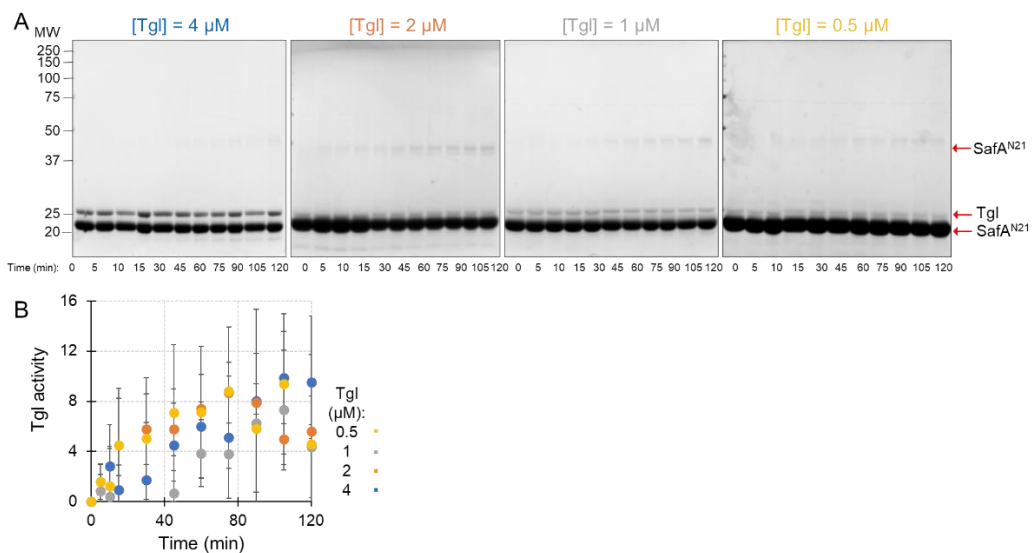 A
MW
[Tgl] = 4 µM
[Tgl] = 2 µM
[Tgl] = 1 µM
[Tgl] = 0.5 µM
250
150
100
75
50
37
25
20
SafA^N21
Tgl
SafA^N21
Time (min): 0 5 10 15 30 45 60 75 90 105 120
0 5 10 15 30 45 60 75 90 105 120
0 5 10 15 30 45 60 75 90 105 120
0 5 10 15 30 45 60 75 90 105 120
B
16
12
8
4
0
Tgl activity
0 40 80 120
Time (min)
Tgl
(µM):
0.5
1
2
4